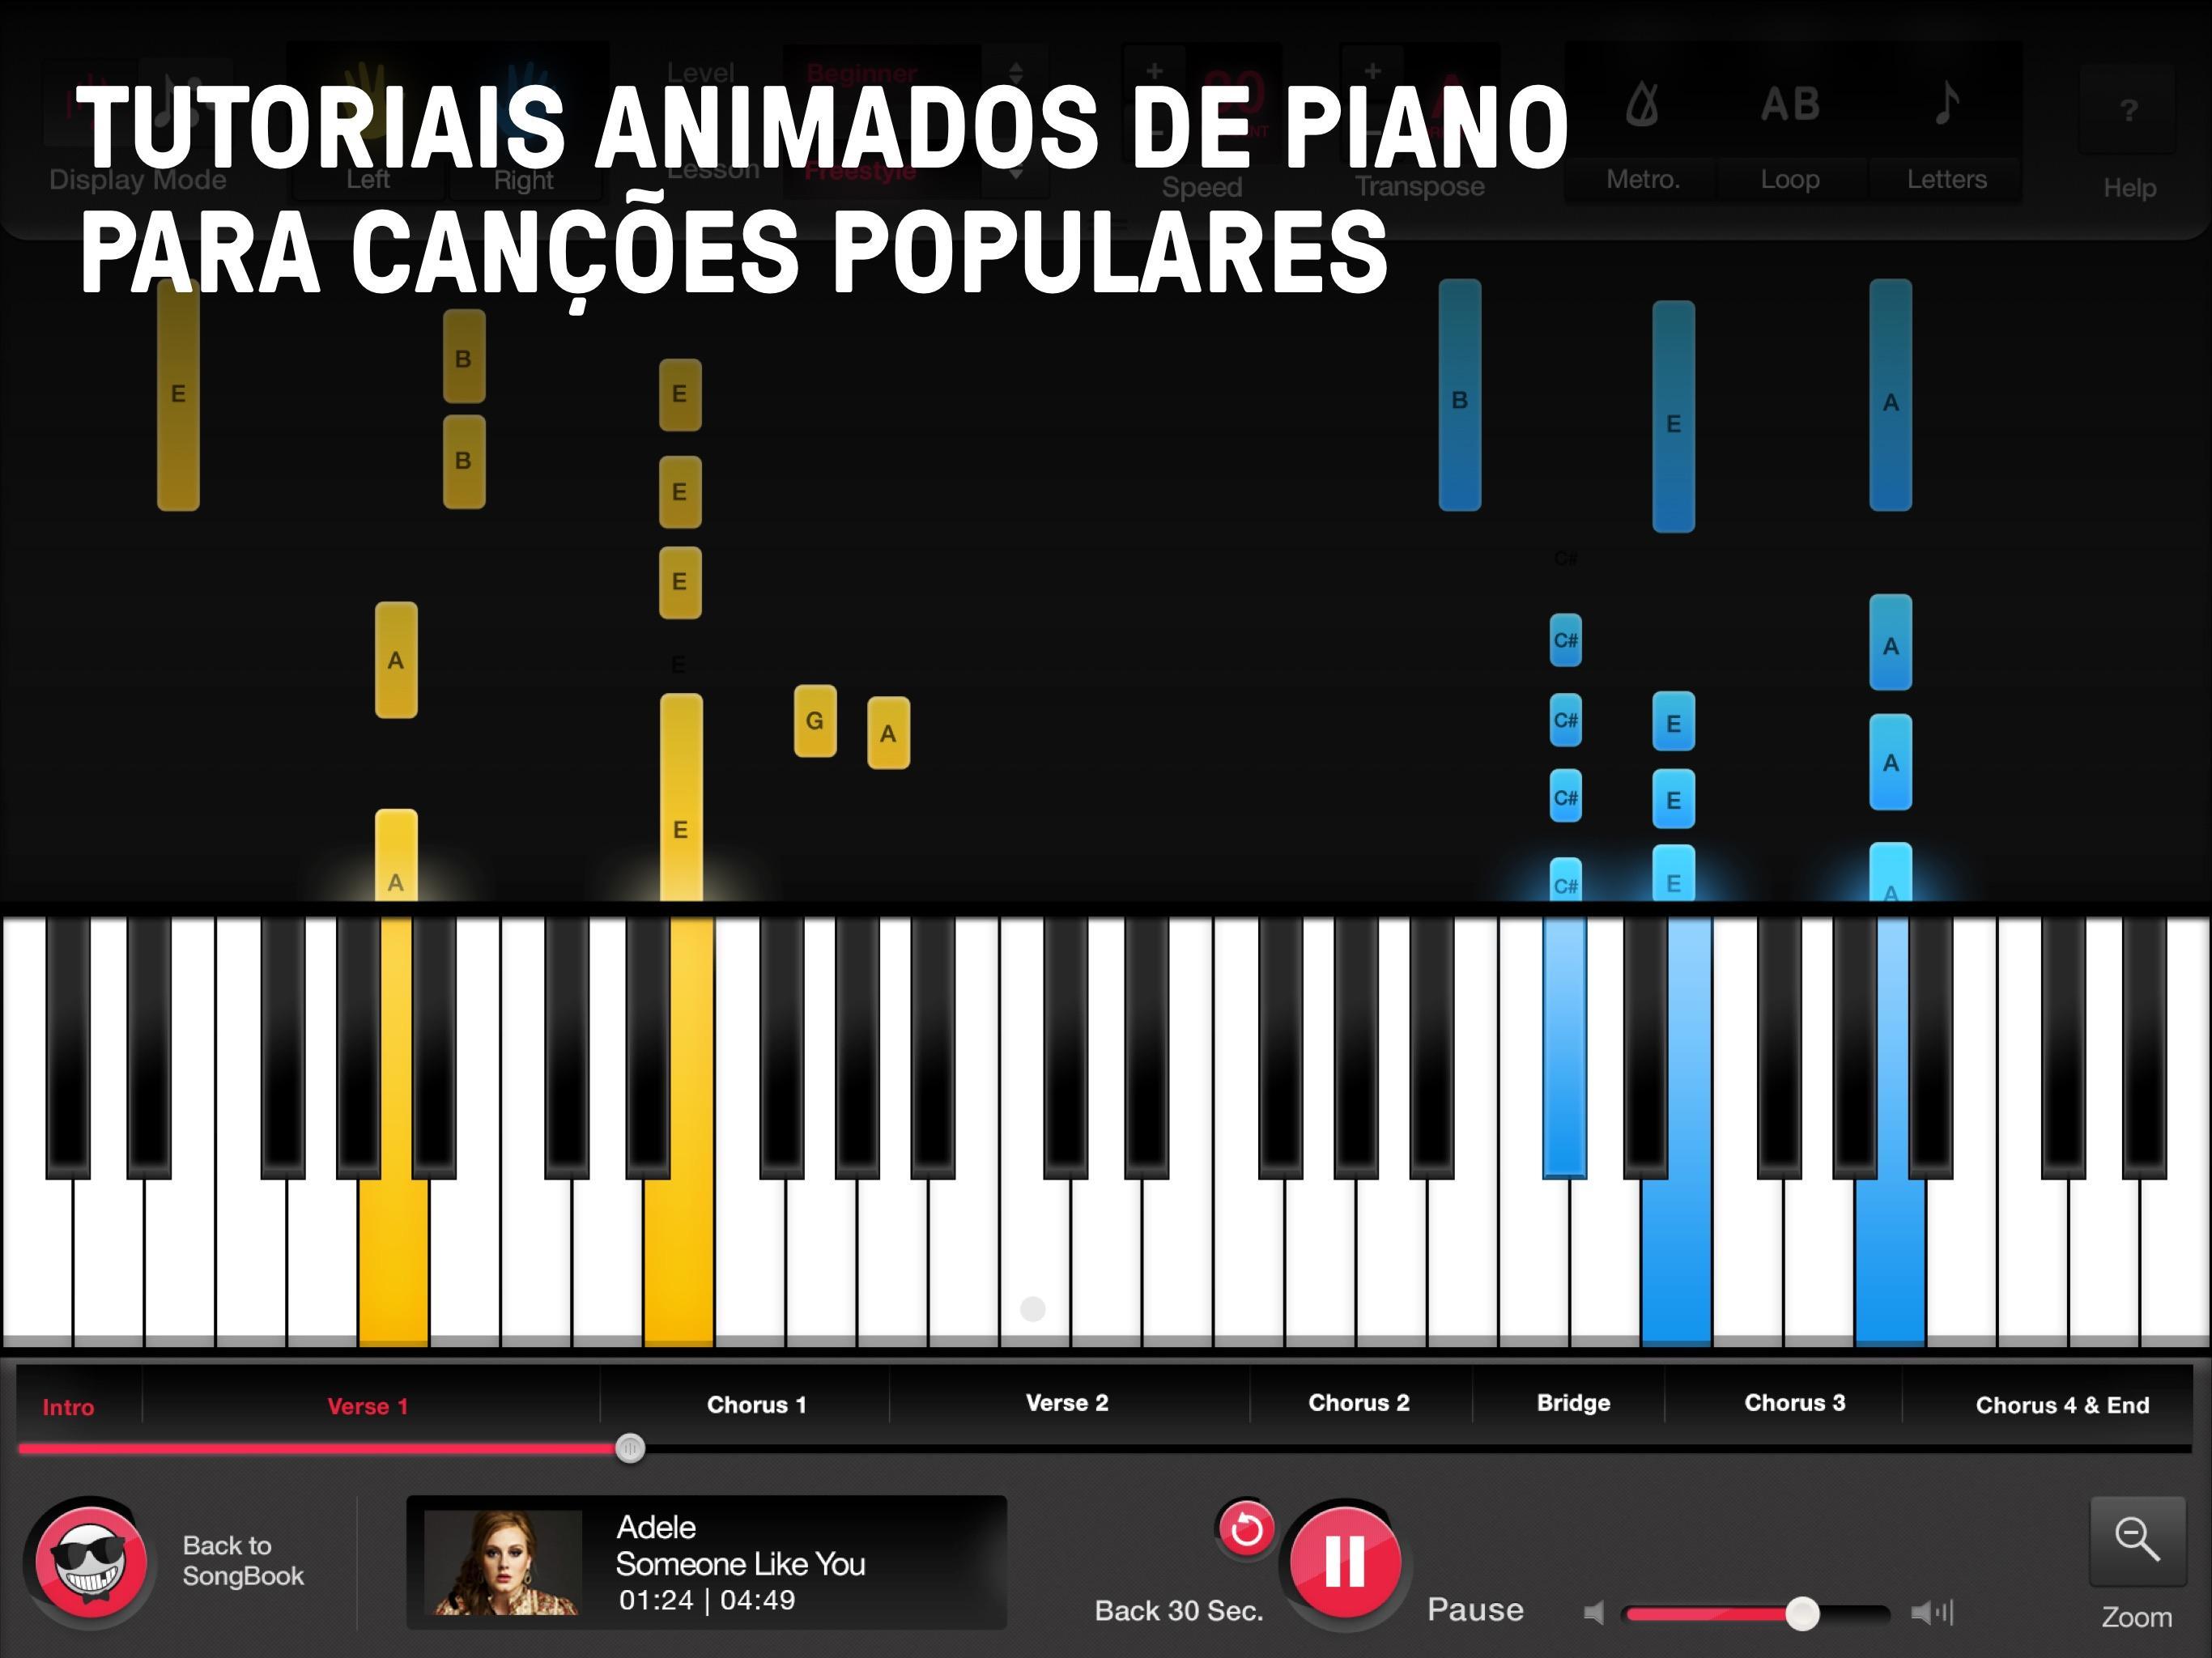 TUTORIAIS ANIMADOS DE PIANO
PARA CANÇÕES POPULARES
Display Mode
Left
Right
Level
Beginner
Lesson
Freestyle
Speed
Transpose
AB
Metro.
Loop
Letters
?
Help
E
B
B
E
E
E
A
E
G
A
A
E
B
E
A
C#
C#
A
C#
E
A
C#
E
C#
E
A
Intro
Verse 1
Chorus 1
Verse 2
Chorus 2
Bridge
Chorus 3
Chorus 4 & End
Back to
SongBook
Adele
Someone Like You
01:24 | 04:49
Back 30 Sec.
Pause
Zoom